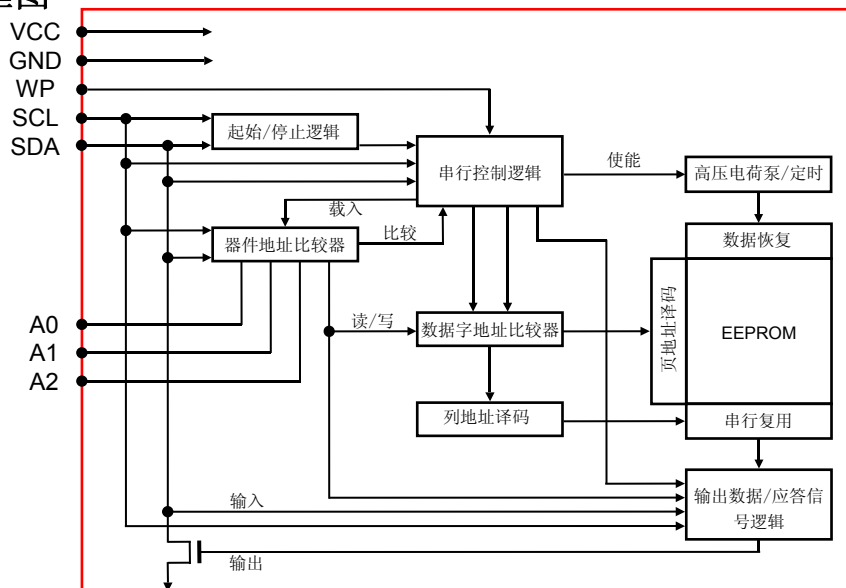 VCC
GND
WP
SCL
SDA
起始/停止逻辑
串行控制逻辑
使能
高压电荷泵/定时
载入
器件地址比较器
比较
数据恢复
A0
A1
A2
读/写
数据字地址比较器
页地址译码
EEPROM
列地址译码
串行复用
输入
输出数据/应答信
号逻辑
输出